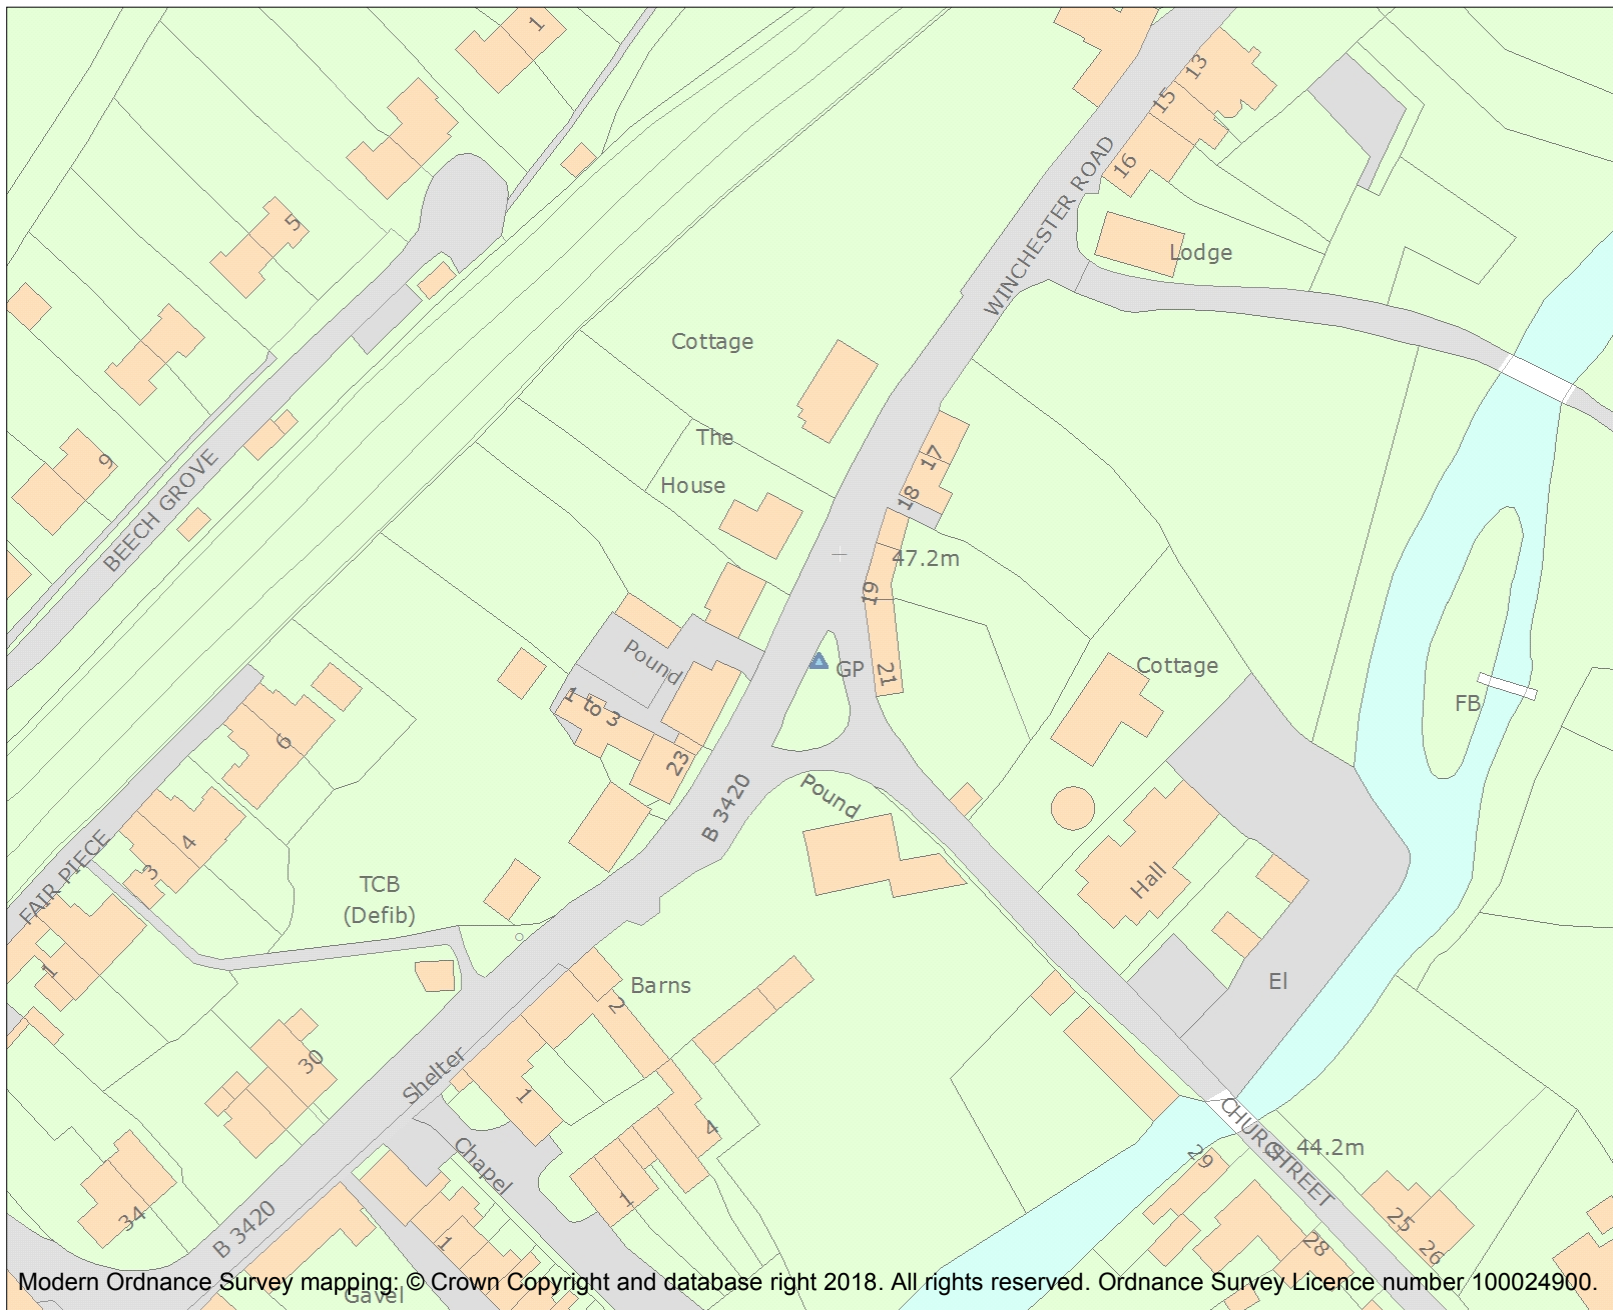 1
13
15
WINCHESTER ROAD
16
5
Lodge
Cottage
The
House
17
9
18
BEECH GROVE
47.2m
19
Pound
GP
21
Cottage
1 to 3
FB
6
23
B 3420
Pound
4
3
FAIR PIECE
TCB
(Defib)
Hall
1
Barns
El
2
30
Shelter
1
4
CHURCH STREET
44.2m
Chapel
29
1
34
B 3420
1
25
26
28
Modern Ordnance Survey mapping: © Crown Copyright and database right 2018. All rights reserved. Ordnance Survey Licence number 100024900.
Gavel